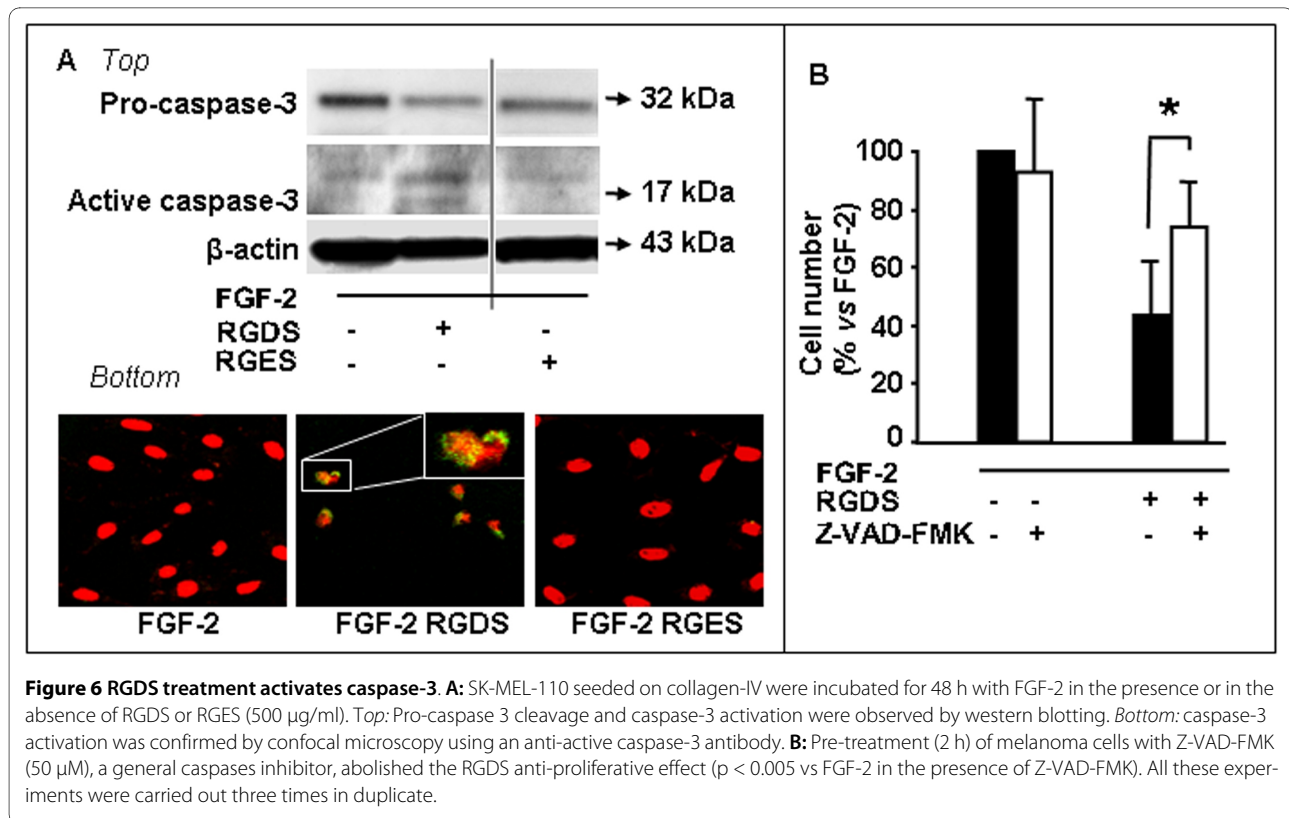 A Top
Pro-caspase-3 → 32 kDa
Active caspase-3 → 17 kDa
β-actin → 43 kDa
FGF-2
RGDS - + -
RGES - - +
Bottom
FGF-2 FGF-2 RGDS FGF-2 RGES
B
*
Cell number
(% vs FGF-2)
100
80
60
40
20
0
FGF-2
RGDS - - + +
Z-VAD-FMK - + - +
Figure 6 RGDS treatment activates caspase-3. A: SK-MEL-110 seeded on collagen-IV were incubated for 48 h with FGF-2 in the presence or in the
absence of RGDS or RGES (500 μg/ml). Top: Pro-caspase 3 cleavage and caspase-3 activation were observed by western blotting. Bottom: caspase-3
activation was confirmed by confocal microscopy using an anti-active caspase-3 antibody. B: Pre-treatment (2 h) of melanoma cells with Z-VAD-FMK
(50 μM), a general caspases inhibitor, abolished the RGDS anti-proliferative effect (p < 0.005 vs FGF-2 in the presence of Z-VAD-FMK). All these exper-
iments were carried out three times in duplicate.